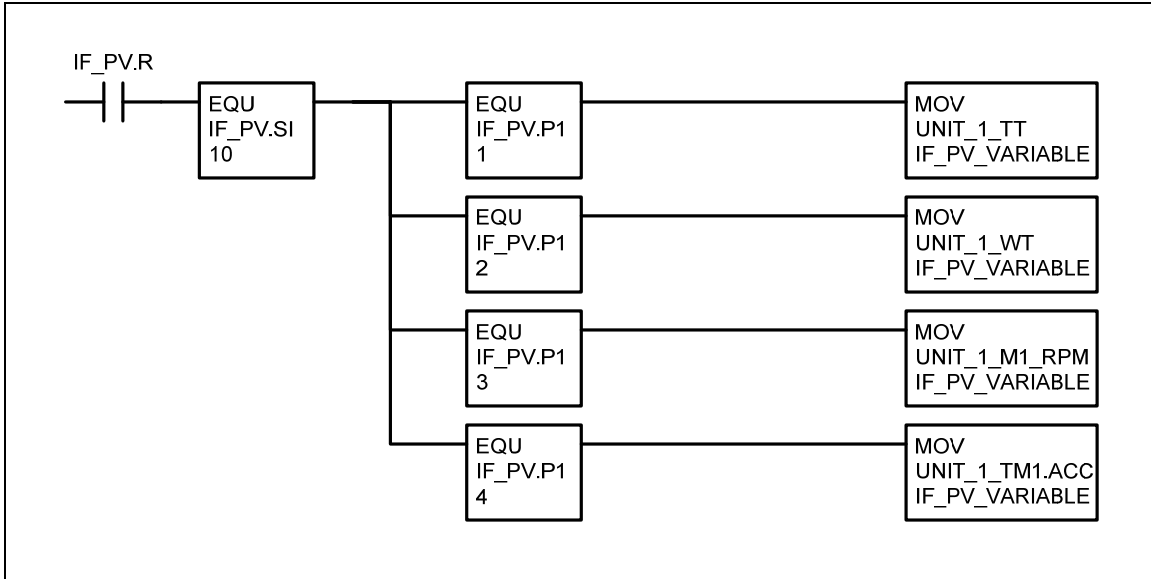 IF_PV.R
EQU
IF_PV.SI
10
EQU
IF_PV.P1
1
MOV
UNIT_1_TT
IF_PV_VARIABLE
EQU
IF_PV.P1
2
MOV
UNIT_1_WT
IF_PV_VARIABLE
EQU
IF_PV.P1
3
MOV
UNIT_1_M1_RPM
IF_PV_VARIABLE
EQU
IF_PV.P1
4
MOV
UNIT_1_TM1.ACC
IF_PV_VARIABLE